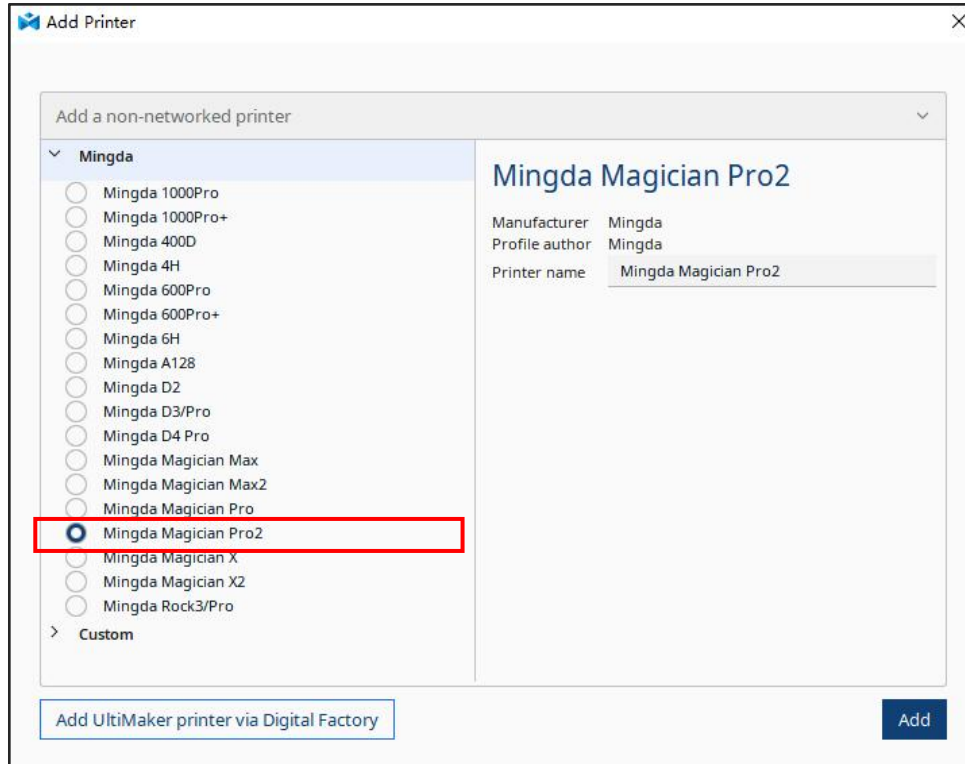 Add Printer
Add a non-networked printer
Mingda
Mingda 1000Pro
Mingda 1000Pro+
Mingda 400D
Mingda 4H
Mingda 600Pro
Mingda 600Pro+
Mingda 6H
Mingda A128
Mingda D2
Mingda D3/Pro
Mingda D4 Pro
Mingda Magician Max
Mingda Magician Max2
Mingda Magician Pro
Mingda Magician Pro2
Mingda Magician X
Mingda Magician X2
Mingda Rock3/Pro
Custom
Mingda Magician Pro2
Manufacturer Mingda
Profile author Mingda
Printer name Mingda Magician Pro2
Add UltiMaker printer via Digital Factory
Add